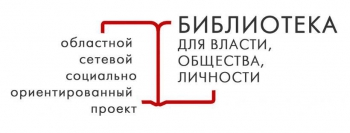 областной
сетевой
социально
ориентированный
проект
БИБЛИОТЕКА
ДЛЯ ВЛАСТИ,
ОБЩЕСТВА,
ЛИЧНОСТИ